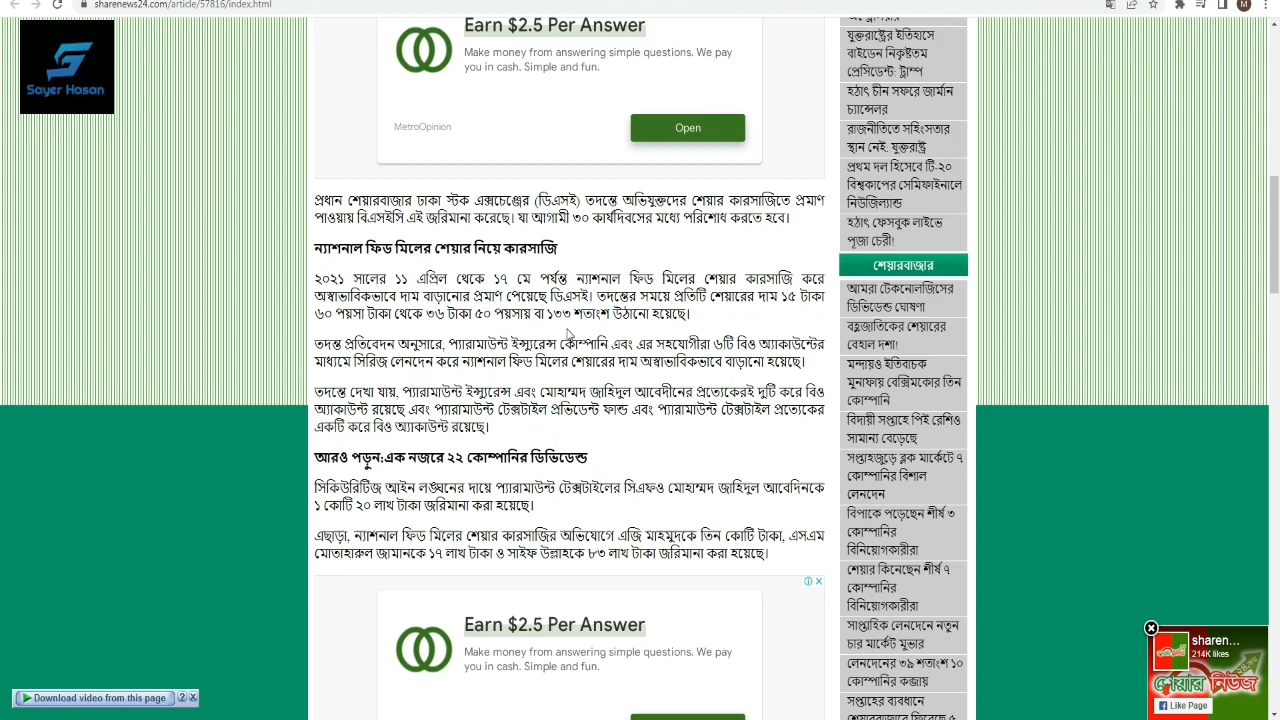 sharenews24.com/article/57816/index.html
M
Sayer Hasan
Earn $2.5 Per Answer
Make money from answering simple questions. We pay
you in cash. Simple and fun.
MetroOpinion
Open
প্রধান শেয়ারবাজার ঢাকা স্টক এক্সচেঞ্জের (ডিএসই) তদন্তে অভিযুক্তদের শেয়ার কারসাজিতে প্রমাণ
পাওয়ায় বিএসইসি এই জরিমানা করেছে। যা আগামী ৩০ কার্যদিবসের মধ্যে পরিশোধ করতে হবে।
ন্যাশনাল ফিড মিলের শেয়ার নিয়ে কারসাজি
২০২১ সালের ১১ এপ্রিল থেকে ১৭ মে পর্যন্ত ন্যাশনাল ফিড মিলের শেয়ার কারসাজি করে
অস্বাভাবিকভাবে দাম বাড়ানোর প্রমাণ পেয়েছে ডিএসই। তদন্তের সময়ে প্রতিটি শেয়ারের দাম ১৫ টাকা
৬০ পয়সা টাকা থেকে ৩৬ টাকা ৫০ পয়সায় বা ১৩৩ শতাংশ উঠানো হয়েছে।
তদন্ত প্রতিবেদন অনুসারে, প্যারামাউন্ট ইন্স্যুরেন্স কোম্পানি এবং এর সহযোগীরা ৬টি বিও অ্যাকাউন্টের
মাধ্যমে সিরিজ লেনদেন করে ন্যাশনাল ফিড মিলের শেয়ারের দাম অস্বাভাবিকভাবে বাড়ানো হয়েছে।
তদন্তে দেখা যায়, প্যারামাউন্ট ইন্স্যুরেন্স এবং মোহাম্মদ জাহিদুল আবেদীনের প্রত্যেকেরই দুটি করে বিও
অ্যাকাউন্ট রয়েছে এবং প্যারামাউন্ট টেক্সটাইল প্রভিডেন্ট ফান্ড এবং প্যারামাউন্ট টেক্সটাইল প্রত্যেকের
একটি করে বিও অ্যাকাউন্ট রয়েছে।
আরও পড়ুন:এক নজরে ২২ কোম্পানির ডিভিডেন্ড
সিকিউরিটিজ আইন লঙ্ঘনের দায়ে প্যারামাউন্ট টেক্সটাইলের সিএফও মোহাম্মদ জাহিদুল আবেদিনকে
১ কোটি ২০ লাখ টাকা জরিমানা করা হয়েছে।
এছাড়া, ন্যাশনাল ফিড মিলের শেয়ার কারসাজির অভিযোগে এজি মাহমুদকে তিন কোটি টাকা, এসএম
মোতাহারুল জামানকে ১৭ লাখ টাকা ও সাইফ উল্লাহকে ৮৩ লাখ টাকা জরিমানা করা হয়েছে।
Earn $2.5 Per Answer
Make money from answering simple questions. We pay
you in cash. Simple and fun.
যুক্তরাষ্ট্রের ইতিহাসে
বাইডেন নিকৃষ্টতম
প্রেসিডেন্ট: ট্রাম্প
হঠাৎ চীন সফরে জার্মান
চ্যান্সেলর
রাজনীতিতে সহিংসতার
স্থান নেই: যুক্তরাষ্ট্র
প্রথম দল হিসেবে টি-২০
বিশ্বকাপের সেমিফাইনালে
নিউজিল্যান্ড
হঠাৎ ফেসবুক লাইভে
পূজা চেরী!
শেয়ারবাজার
আমরা টেকনোলজিসের
ডিভিডেন্ড ঘোষণা
বহুজাতিকের শেয়ারের
বেহাল দশা!
মন্দায়ও ইতিবাচক
মুনাফায় বেক্সিমকোর তিন
কোম্পানি
বিদায়ী সপ্তাহে পিই রেশিও
সামান্য বেড়েছে
সপ্তাহজুড়ে ব্লক মার্কেটে ৭
কোম্পানির বিশাল
লেনদেন
বিপাকে পড়েছেন শীর্ষ ৩
কোম্পানির
বিনিয়োগকারীরা
শেয়ার কিনেছেন শীর্ষ ৭
কোম্পানির
বিনিয়োগকারীরা
সাপ্তাহিক লেনদেনে নতুন
চার মার্কেট মুভার
লেনদেনের ৩৯ শতাংশ ১০
কোম্পানির কব্জায়
সপ্তাহের ব্যবধানে
Download video from this page
sharen...
214K likes
শেয়ার নিউজ
Like Page